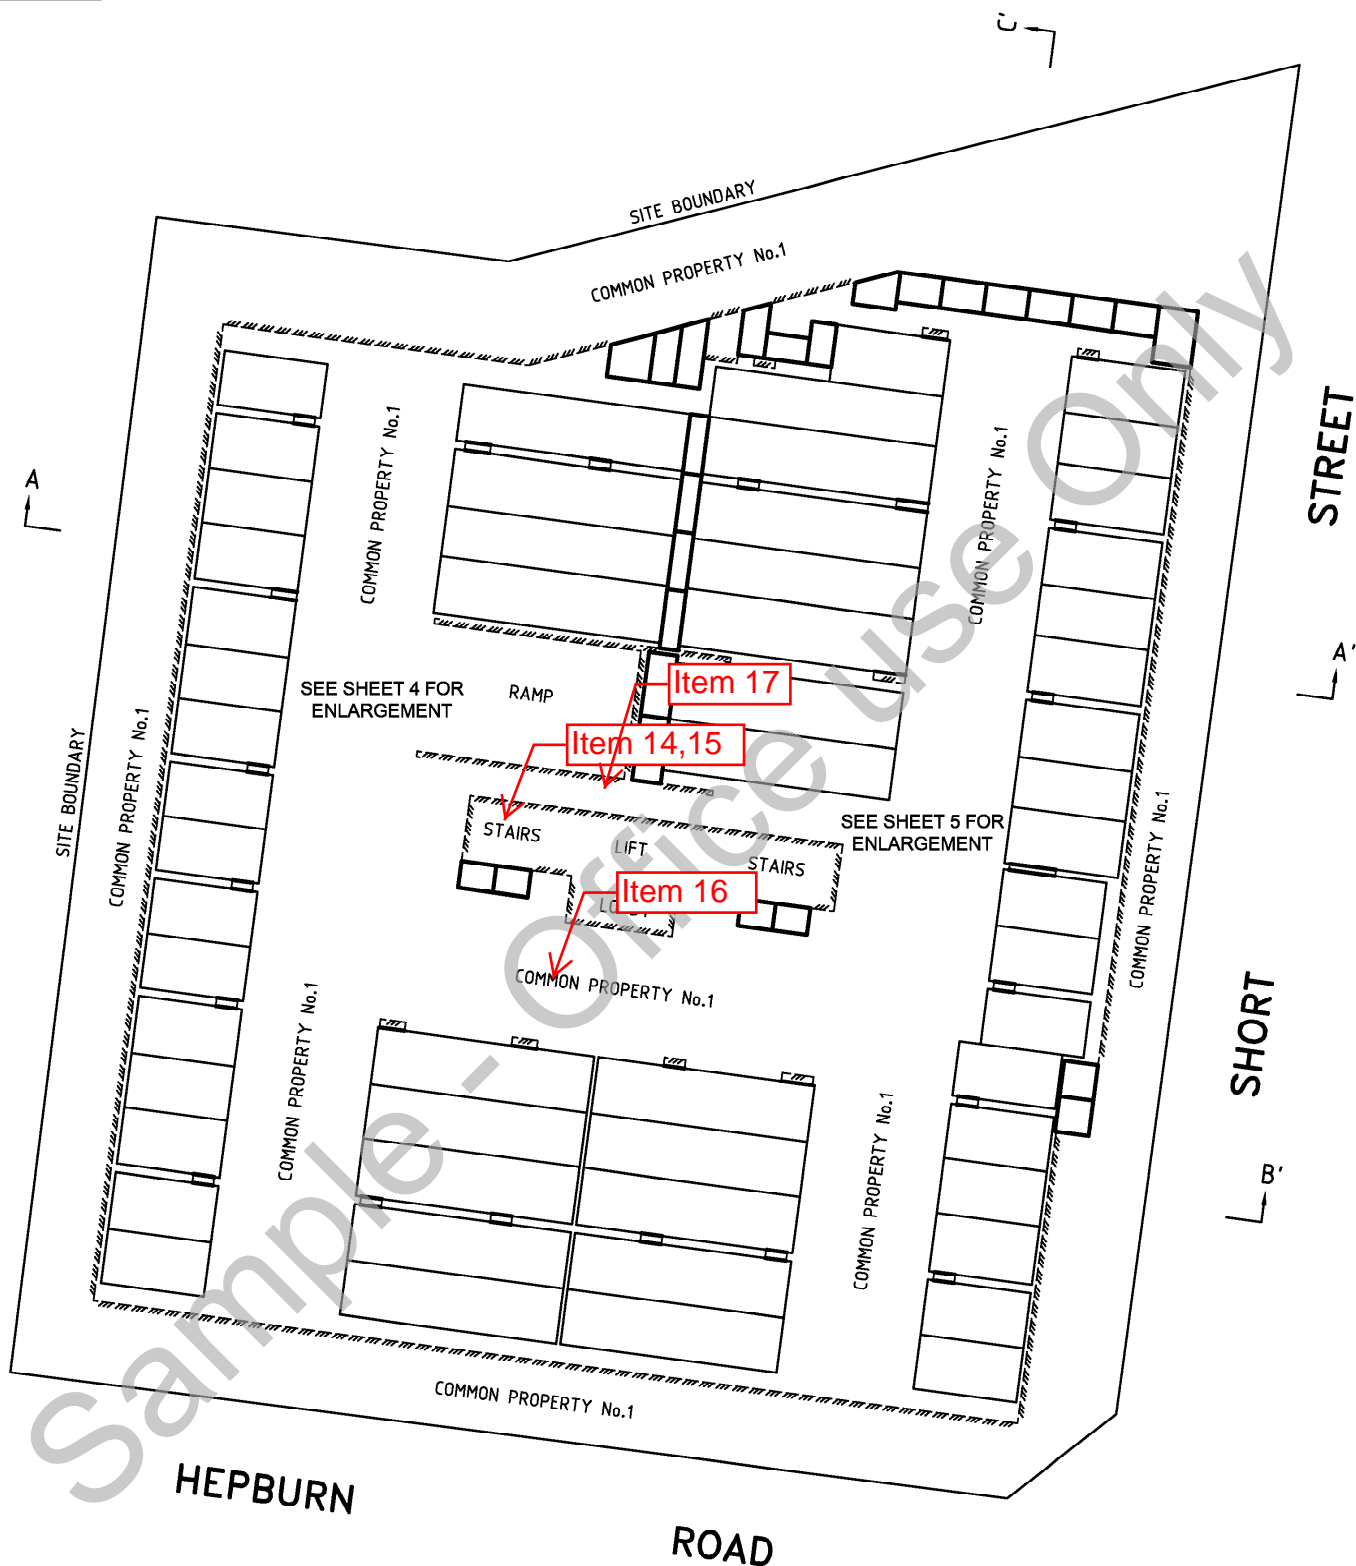 C'
SITE BOUNDARY
COMMON PROPERTY No.1
COMMON PROPERTY No.1
COMMON PROPERTY No.1
STREET
A
A'
SEE SHEET 4 FOR
ENLARGEMENT
RAMP
Item 17
Item 14,15
SITE BOUNDARY
COMMON PROPERTY No.1
STAIRS
LIFT
STAIRS
SEE SHEET 5 FOR
ENLARGEMENT
COMMON PROPERTY No.1
Item 16
COMMON PROPERTY No.1
COMMON PROPERTY No.1
COMMON PROPERTY No.1
SHORT
B'
COMMON PROPERTY No.1
HEPBURN
ROAD
Sample - Office use Only